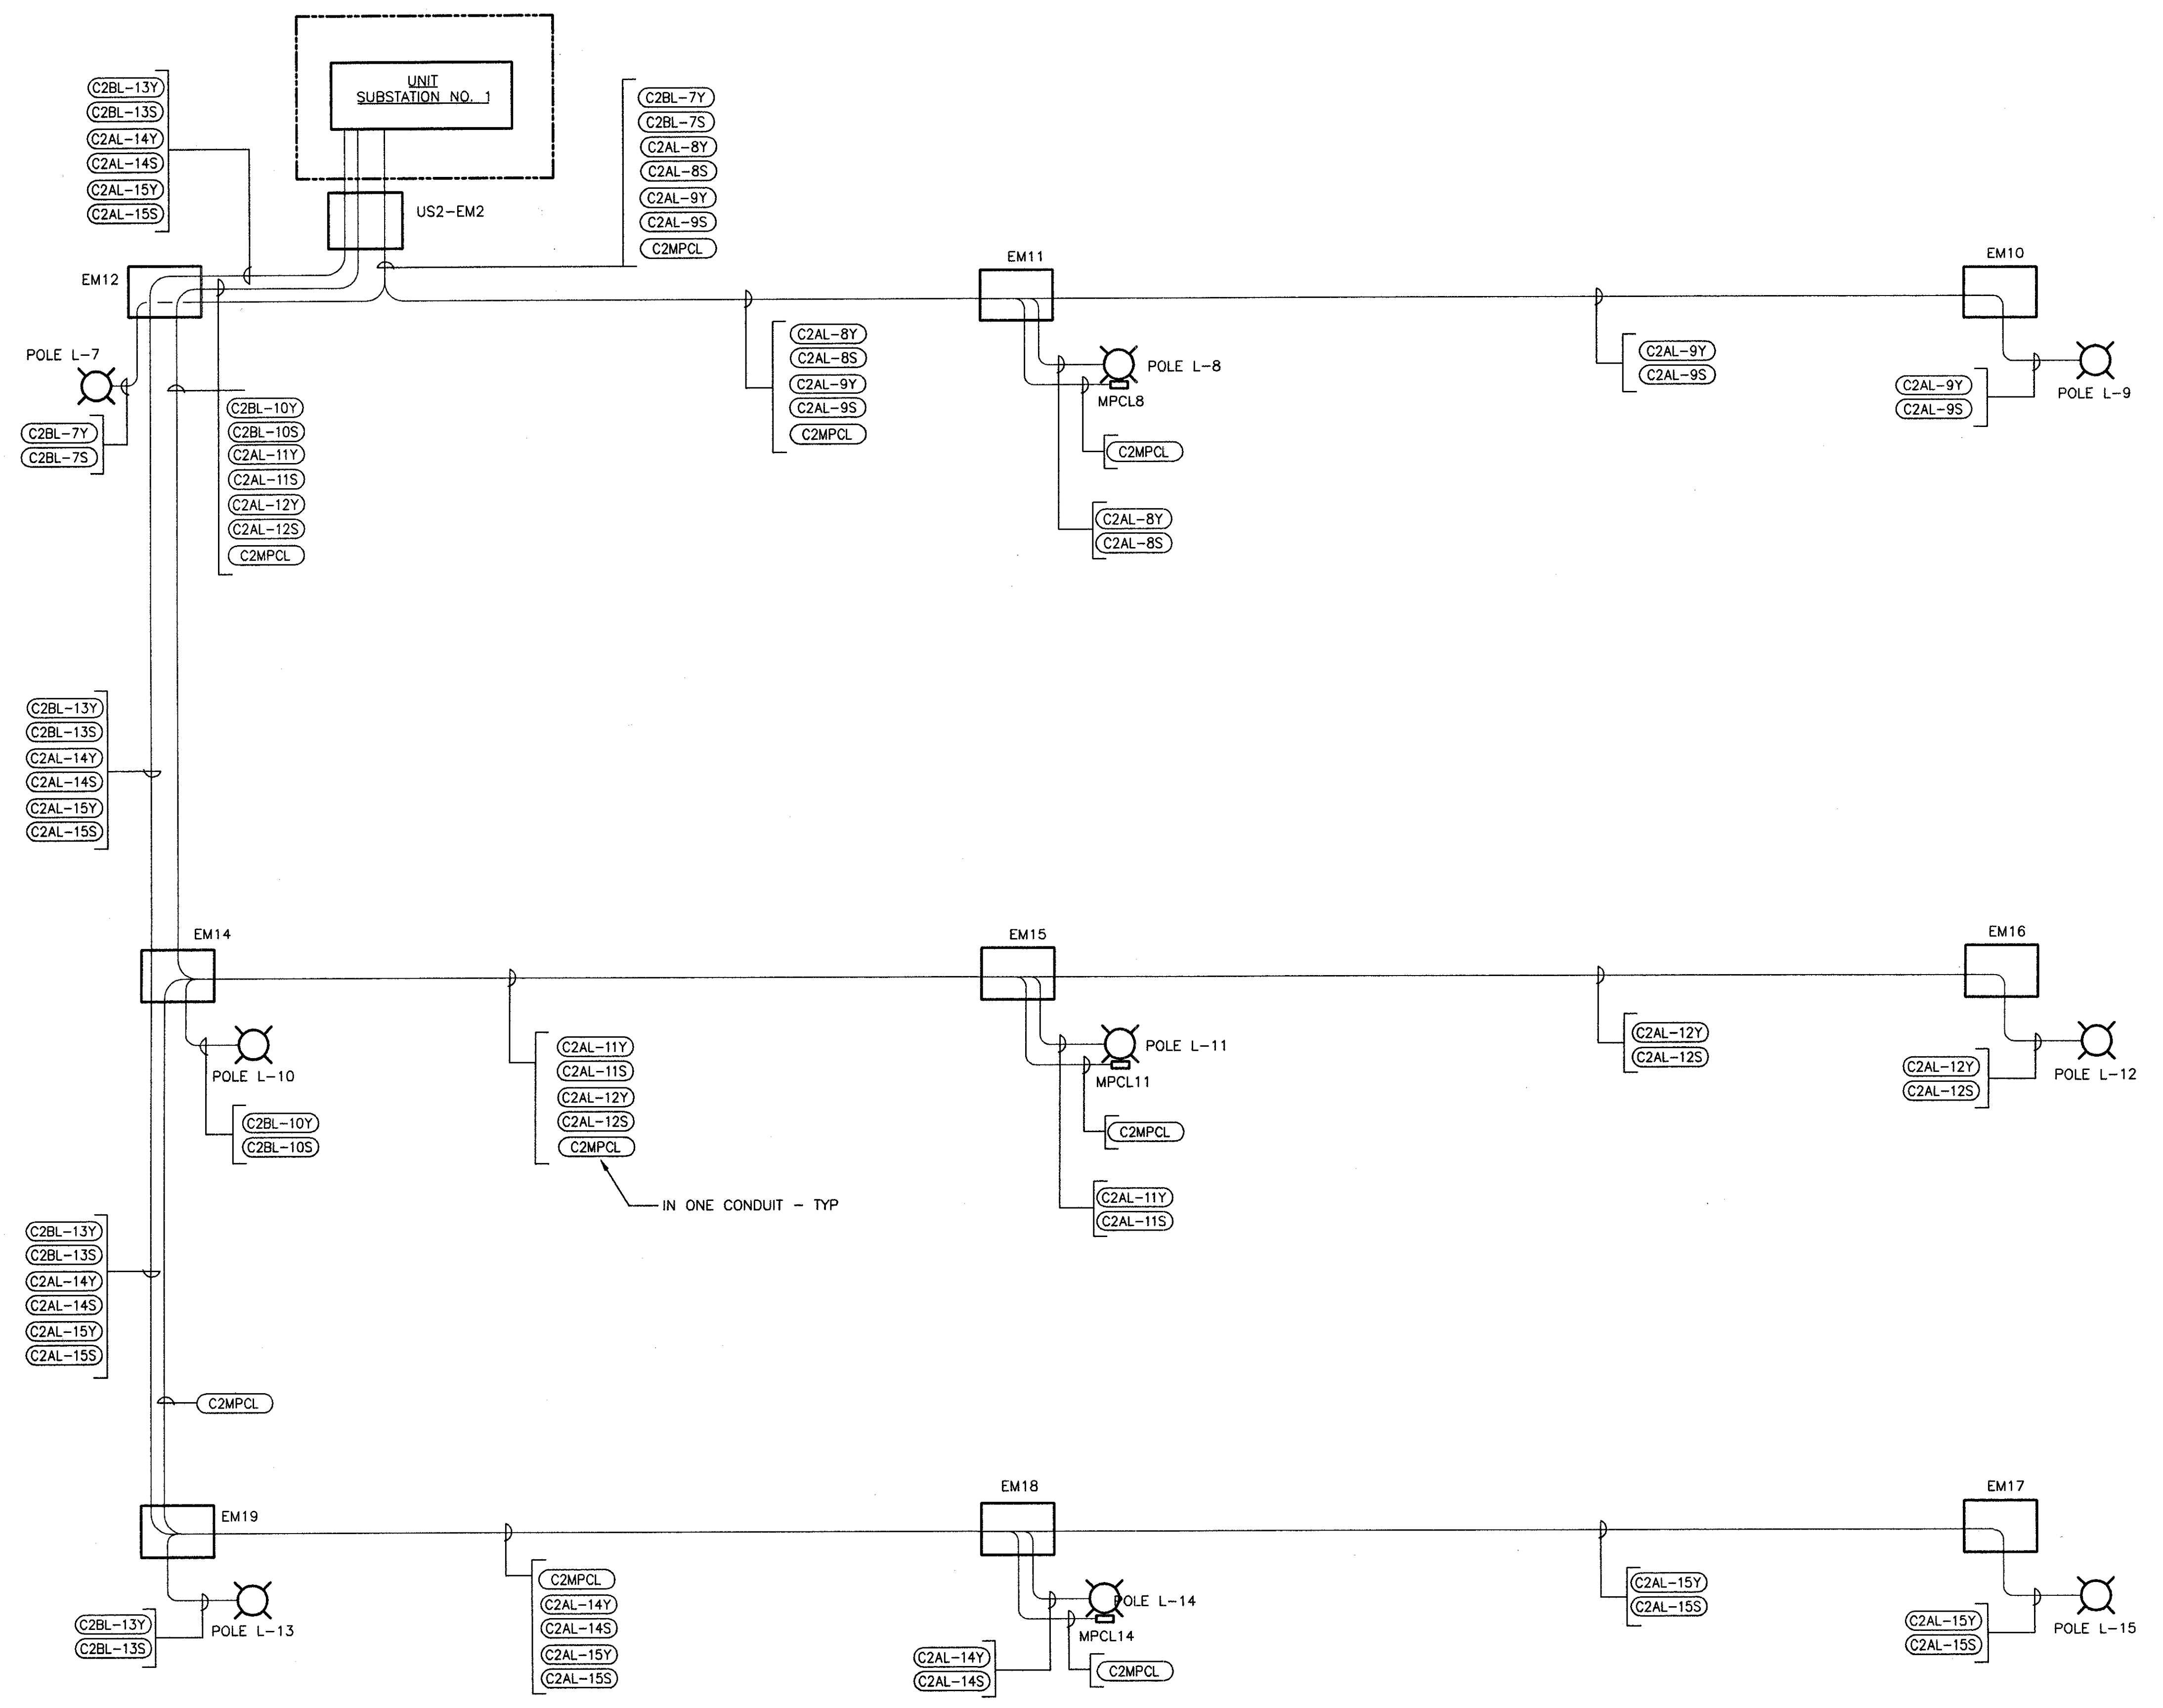 UNIT
SUBSTATION NO. 1
C2BL-13Y
C2BL-13S
C2AL-14Y
C2AL-14S
C2AL-15Y
C2AL-15S
US2-EM2
C2BL-7Y
C2BL-7S
C2AL-8Y
C2AL-8S
C2AL-9Y
C2AL-9S
C2MPCL
EM12
EM11
EM10
POLE L-7
C2BL-7Y
C2BL-7S
C2BL-10Y
C2BL-10S
C2AL-11Y
C2AL-11S
C2AL-12Y
C2AL-12S
C2MPCL
C2AL-8Y
C2AL-8S
C2AL-9Y
C2AL-9S
C2MPCL
POLE L-8
MPCL8
C2MPCL
C2AL-8Y
C2AL-8S
C2AL-9Y
C2AL-9S
C2AL-9Y
C2AL-9S
POLE L-9
C2BL-13Y
C2BL-13S
C2AL-14Y
C2AL-14S
C2AL-15Y
C2AL-15S
EM14
EM15
EM16
POLE L-10
C2BL-10Y
C2BL-10S
C2AL-11Y
C2AL-11S
C2AL-12Y
C2AL-12S
C2MPCL
IN ONE CONDUIT - TYP
POLE L-11
MPCL11
C2MPCL
C2AL-11Y
C2AL-11S
C2AL-12Y
C2AL-12S
C2AL-12Y
C2AL-12S
POLE L-12
C2BL-13Y
C2BL-13S
C2AL-14Y
C2AL-14S
C2AL-15Y
C2AL-15S
C2MPCL
EM19
EM18
EM17
POLE L-13
C2BL-13Y
C2BL-13S
C2MPCL
C2AL-14Y
C2AL-14S
C2AL-15Y
C2AL-15S
POLE L-14
MPCL14
C2AL-14Y
C2AL-14S
C2MPCL
C2AL-15Y
C2AL-15S
C2AL-15Y
C2AL-15S
POLE L-15